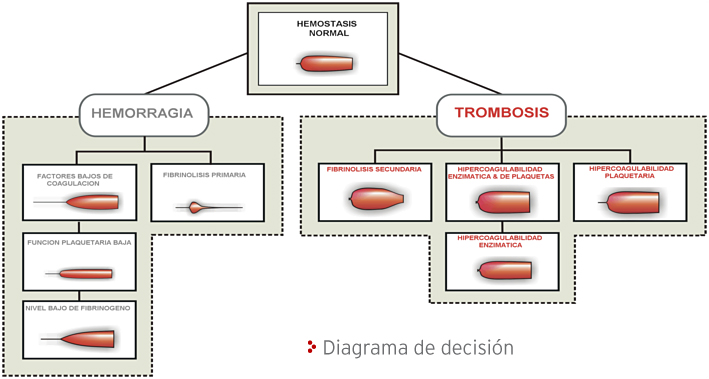 HEMOSTASIS
NORMAL
HEMORRAGIA
TROMBOSIS
FACTORES BAJOS DE
COAGULACION
FIBRINOLISIS PRIMARIA
FIBRINOLISIS SECUNDARIA
HIPERCOAGULABILIDAD
ENZIMATICA & DE PLAQUETAS
HIPERCOAGULABILIDAD
PLAQUETARIA
FUNCION PLAQUETARIA BAJA
HIPERCOAGULABILIDAD
ENZIMATICA
NIVEL BAJO DE FIBRINOGENO
Diagrama de decisión